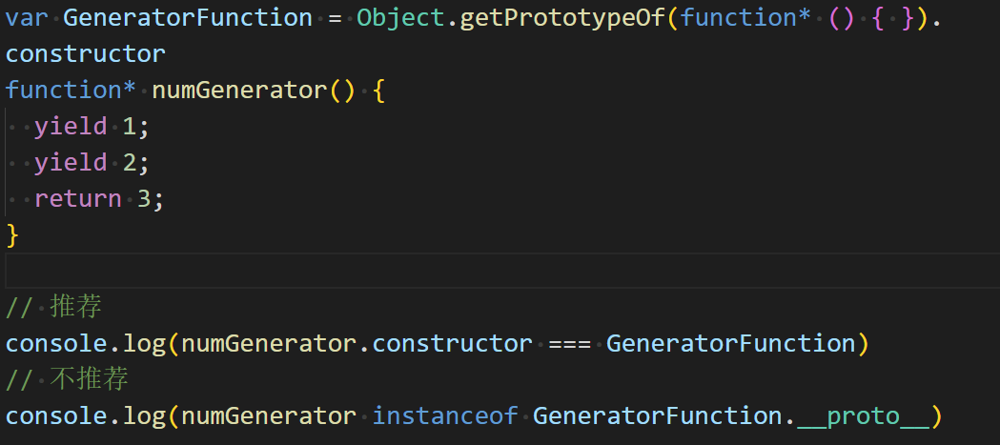 var GeneratorFunction = Object.getPrototypeOf(function* () { }).
constructor
function* numGenerator() {
  yield 1;
  yield 2;
  return 3;
}
// 推荐
console.log(numGenerator.constructor === GeneratorFunction)
// 不推荐
console.log(numGenerator instanceof GeneratorFunction.__proto__)